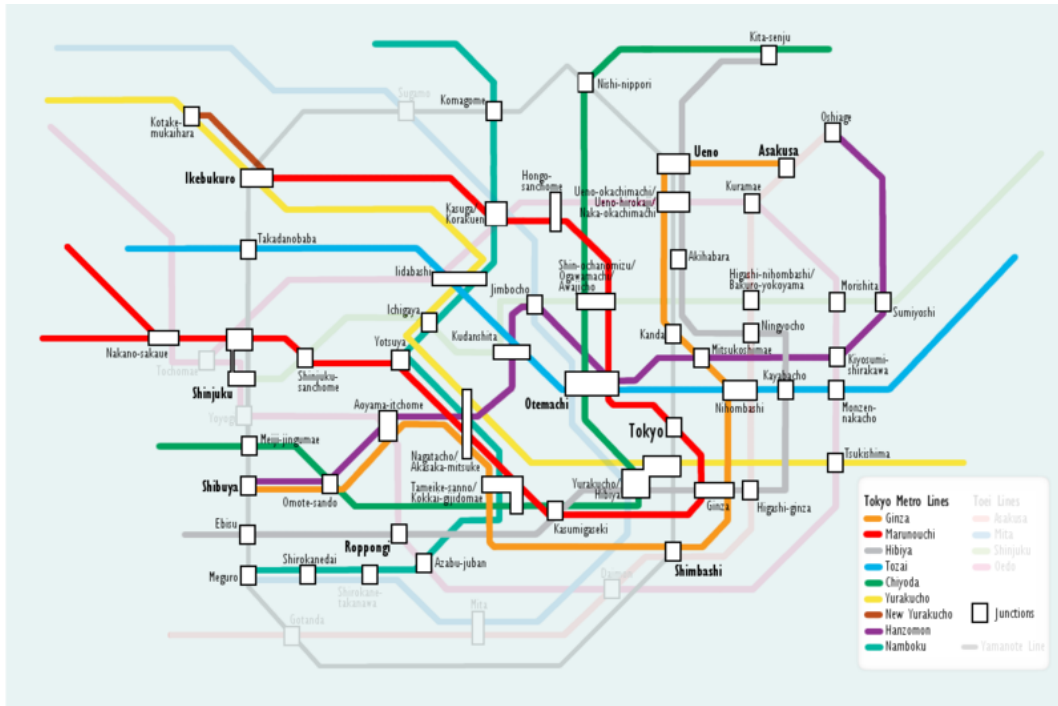 Kita-senju
Sugamo
Komagome
Nishi-nippori
Kotake-
mukaihara
Oshiage
Ueno
Asakusa
Ikebukuro
Hongo-
sanchome
Kuramae
Ueno-okachimachi/
Ueno-hirokoji/
Naka-okachimachi
Kasuga/
Korakuen
Takadanobaba
Akihabara
Iidabashi
Shin-ochanomizu/
Ogawamachi/
Awajicho
Higashi-nihombashi/
Bakuro-yokoyama
Morishita
Jimbocho
Ichigaya
Sumiyoshi
Kudanshita
Kanda
Ningyocho
Nakano-sakaue
Yotsuya
Mitsukoshimae
Tochomae
Shinjuku-
sanchome
Kiyosumi-
shirakawa
Kayabacho
Shinjuku
Otemachi
Nihombashi
Monzen-
nakacho
Aoyama-itchome
Yoyogi
Tokyo
Meiji-jingumae
Nagatacho/
Akasaka-mitsuke
Tsukishima
Shibuya
Tameike-sanno/
Kokkai-gijidomae
Yurakucho/
Hibiya
Omote-sando
Ginza
Higashi-ginza
Ebisu
Kasumigaseki
Roppongi
Shirokanedai
Azabu-juban
Shimbashi
Meguro
Shirokane-
takanawa
Daimon
Mita
Gotanda
Tokyo Metro Lines
Ginza
Marunouchi
Hibiya
Tozai
Chiyoda
Yurakucho
New Yurakucho
Hanzomon
Namboku
Toei Lines
Asakusa
Mita
Shinjuku
Oedo
Junctions
Yamanote Line